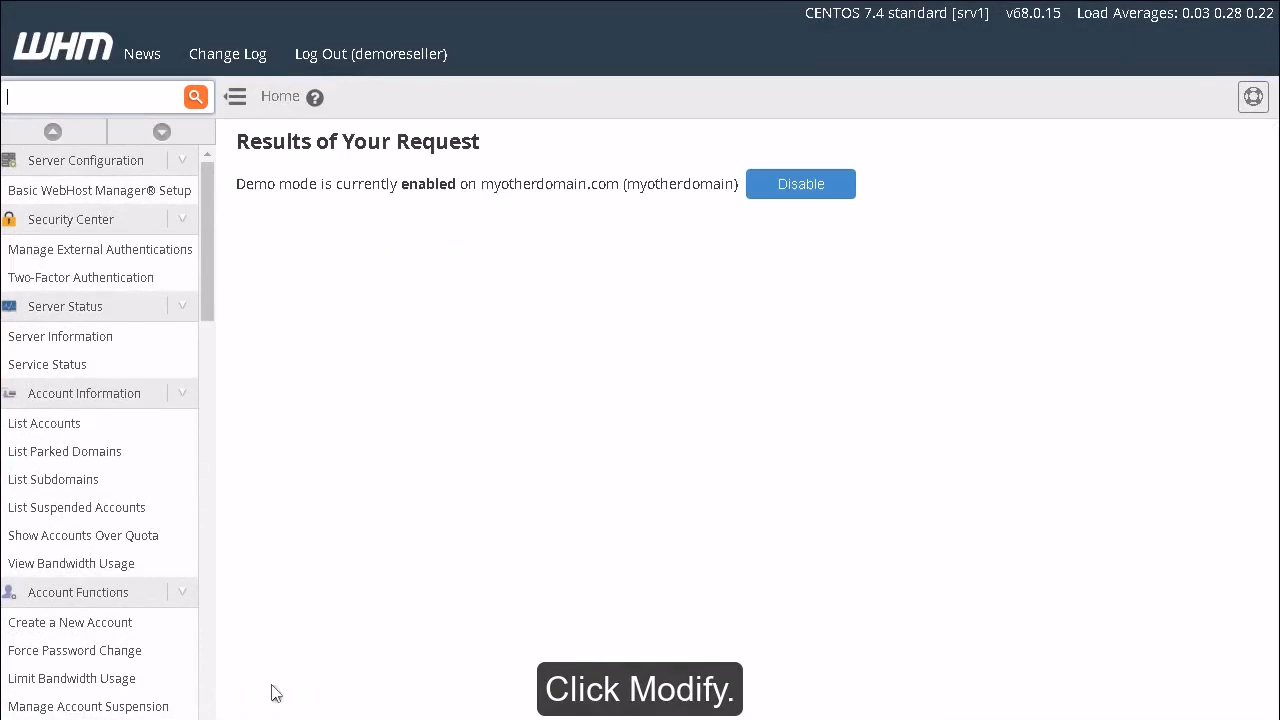 CENTOS 7.4 standard [srv1] v68.0.15 Load Averages: 0.03 0.28 0.22
WHM News Change Log Log Out (demoreseller)
Home ?
Results of Your Request
Demo mode is currently enabled on myotherdomain.com (myotherdomain) Disable
Server Configuration
Basic WebHost Manager® Setup
Security Center
Manage External Authentications
Two-Factor Authentication
Server Status
Server Information
Service Status
Account Information
List Accounts
List Parked Domains
List Subdomains
List Suspended Accounts
Show Accounts Over Quota
View Bandwidth Usage
Account Functions
Create a New Account
Force Password Change
Limit Bandwidth Usage
Manage Account Suspension
Click Modify.